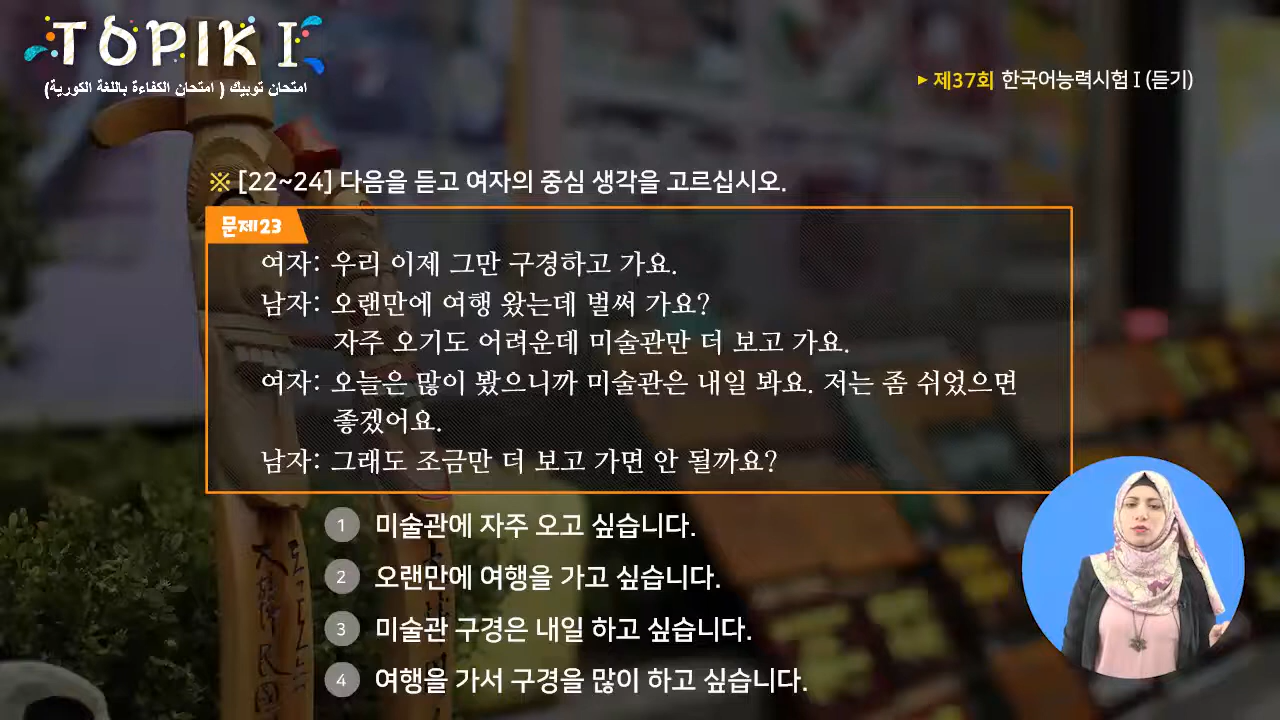 TOPIK I
امتحان توبيك ( امتحان الكفاءة باللغة الكورية)
▶ 제37회 한국어능력시험 I (듣기)
※ [22~24] 다음을 듣고 여자의 중심 생각을 고르십시오.
문제23
여자: 우리 이제 그만 구경하고 가요.
남자: 오랜만에 여행 왔는데 벌써 가요?
자주 오기도 어려운데 미술관만 더 보고 가요.
여자: 오늘은 많이 봤으니까 미술관은 내일 봐요. 저는 좀 쉬었으면
좋겠어요.
남자: 그래도 조금만 더 보고 가면 안 될까요?
1 미술관에 자주 오고 싶습니다.
2 오랜만에 여행을 가고 싶습니다.
3 미술관 구경은 내일 하고 싶습니다.
4 여행을 가서 구경을 많이 하고 싶습니다.